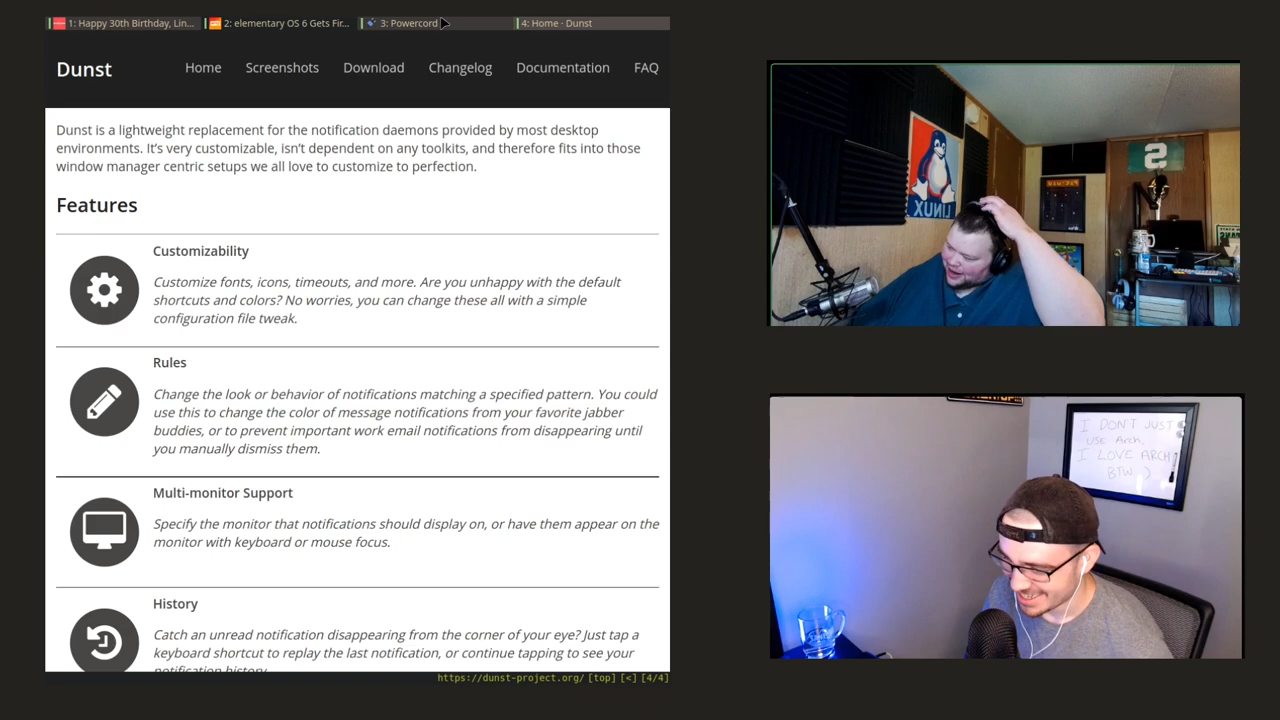 1: Happy 30th Birthday, Lin...
2: elementary OS 6 Gets Fir...
3: Powercord
4: Home · Dunst
Dunst
Home
Screenshots
Download
Changelog
Documentation
FAQ
Dunst is a lightweight replacement for the notification daemons provided by most desktop
environments. It's very customizable, isn't dependent on any toolkits, and therefore fits into those
window manager centric setups we all love to customize to perfection.
Features
Customizability
Customize fonts, icons, timeouts, and more. Are you unhappy with the default
shortcuts and colors? No worries, you can change these all with a simple
configuration file tweak.
Rules
Change the look or behavior of notifications matching a specified pattern. You could
use this to change the color of message notifications from your favorite jabber
buddies, or to prevent important work email notifications from disappearing until
you manually dismiss them.
Multi-monitor Support
Specify the monitor that notifications should display on, or have them appear on the
monitor with keyboard or mouse focus.
History
Catch an unread notification disappearing from the corner of your eye? Just tap a
keyboard shortcut to replay the last notification, or continue tapping to see your
notification history.
https://dunst-project.org/ [top] [<] [4/4]
LINUX
S
I DON'T JUST
USE Arch,
I LOVE ARCH
BTW :)